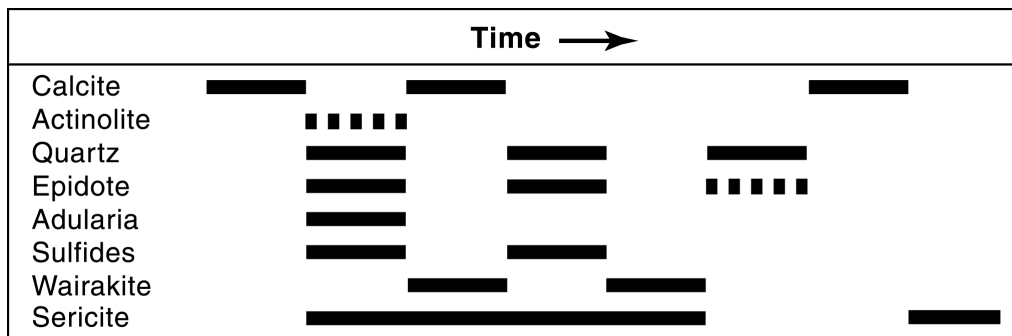 Time
Calcite
Actinolite
Quartz
Epidote
Adularia
Sulfides
Wairakite
Sericite